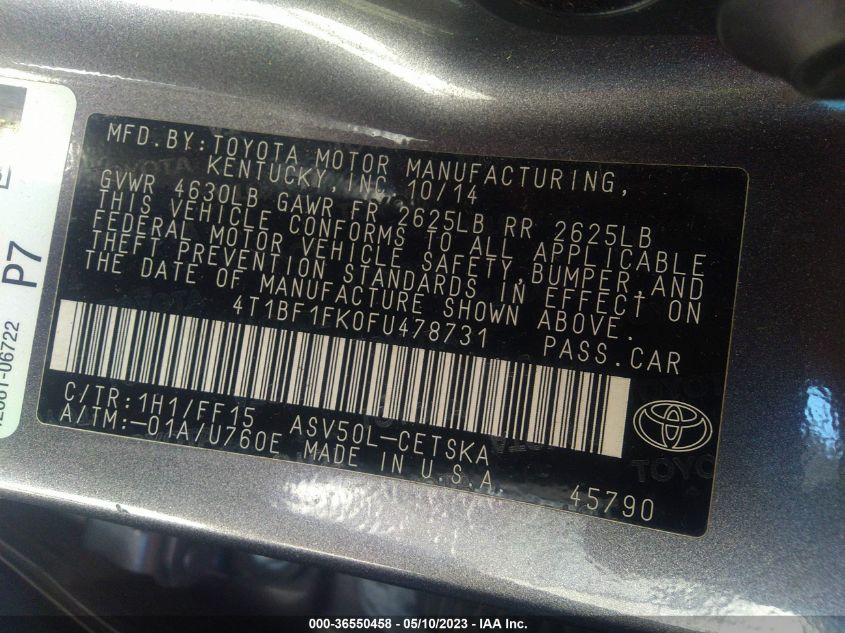 MFD.BY:TOYOTA MOTOR MANUFACTURING,
KENTUCKY,INC. 10/14
GVWR 4630LB GAWR FR 2625LB RR 2625LB
THIS VEHICLE CONFORMS TO ALL APPLICABLE
FEDERAL MOTOR VEHICLE SAFETY,BUMPER,AND
THEFT PREVENTION STANDARDS IN EFFECT ON
THE DATE OF MANUFACTURE SHOWN ABOVE.
4T1BF1FK0FU478731 PASS.CAR
C/TR:1H1/FF15 ASV50L-CETSKA
A/TM:-01A/U760E MADE IN U.S.A.
45790
P7
06722
000-36550458 - 05/10/2023 - IAA Inc.